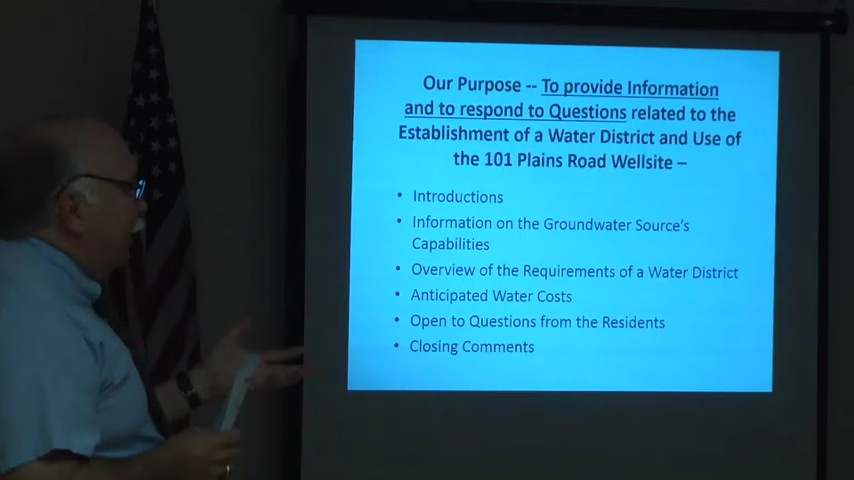 Our Purpose -- To provide Information
and to respond to Questions related to the
Establishment of a Water District and Use of
the 101 Plains Road Wellsite –
• Introductions
• Information on the Groundwater Source's
Capabilities
• Overview of the Requirements of a Water District
• Anticipated Water Costs
• Open to Questions from the Residents
• Closing Comments